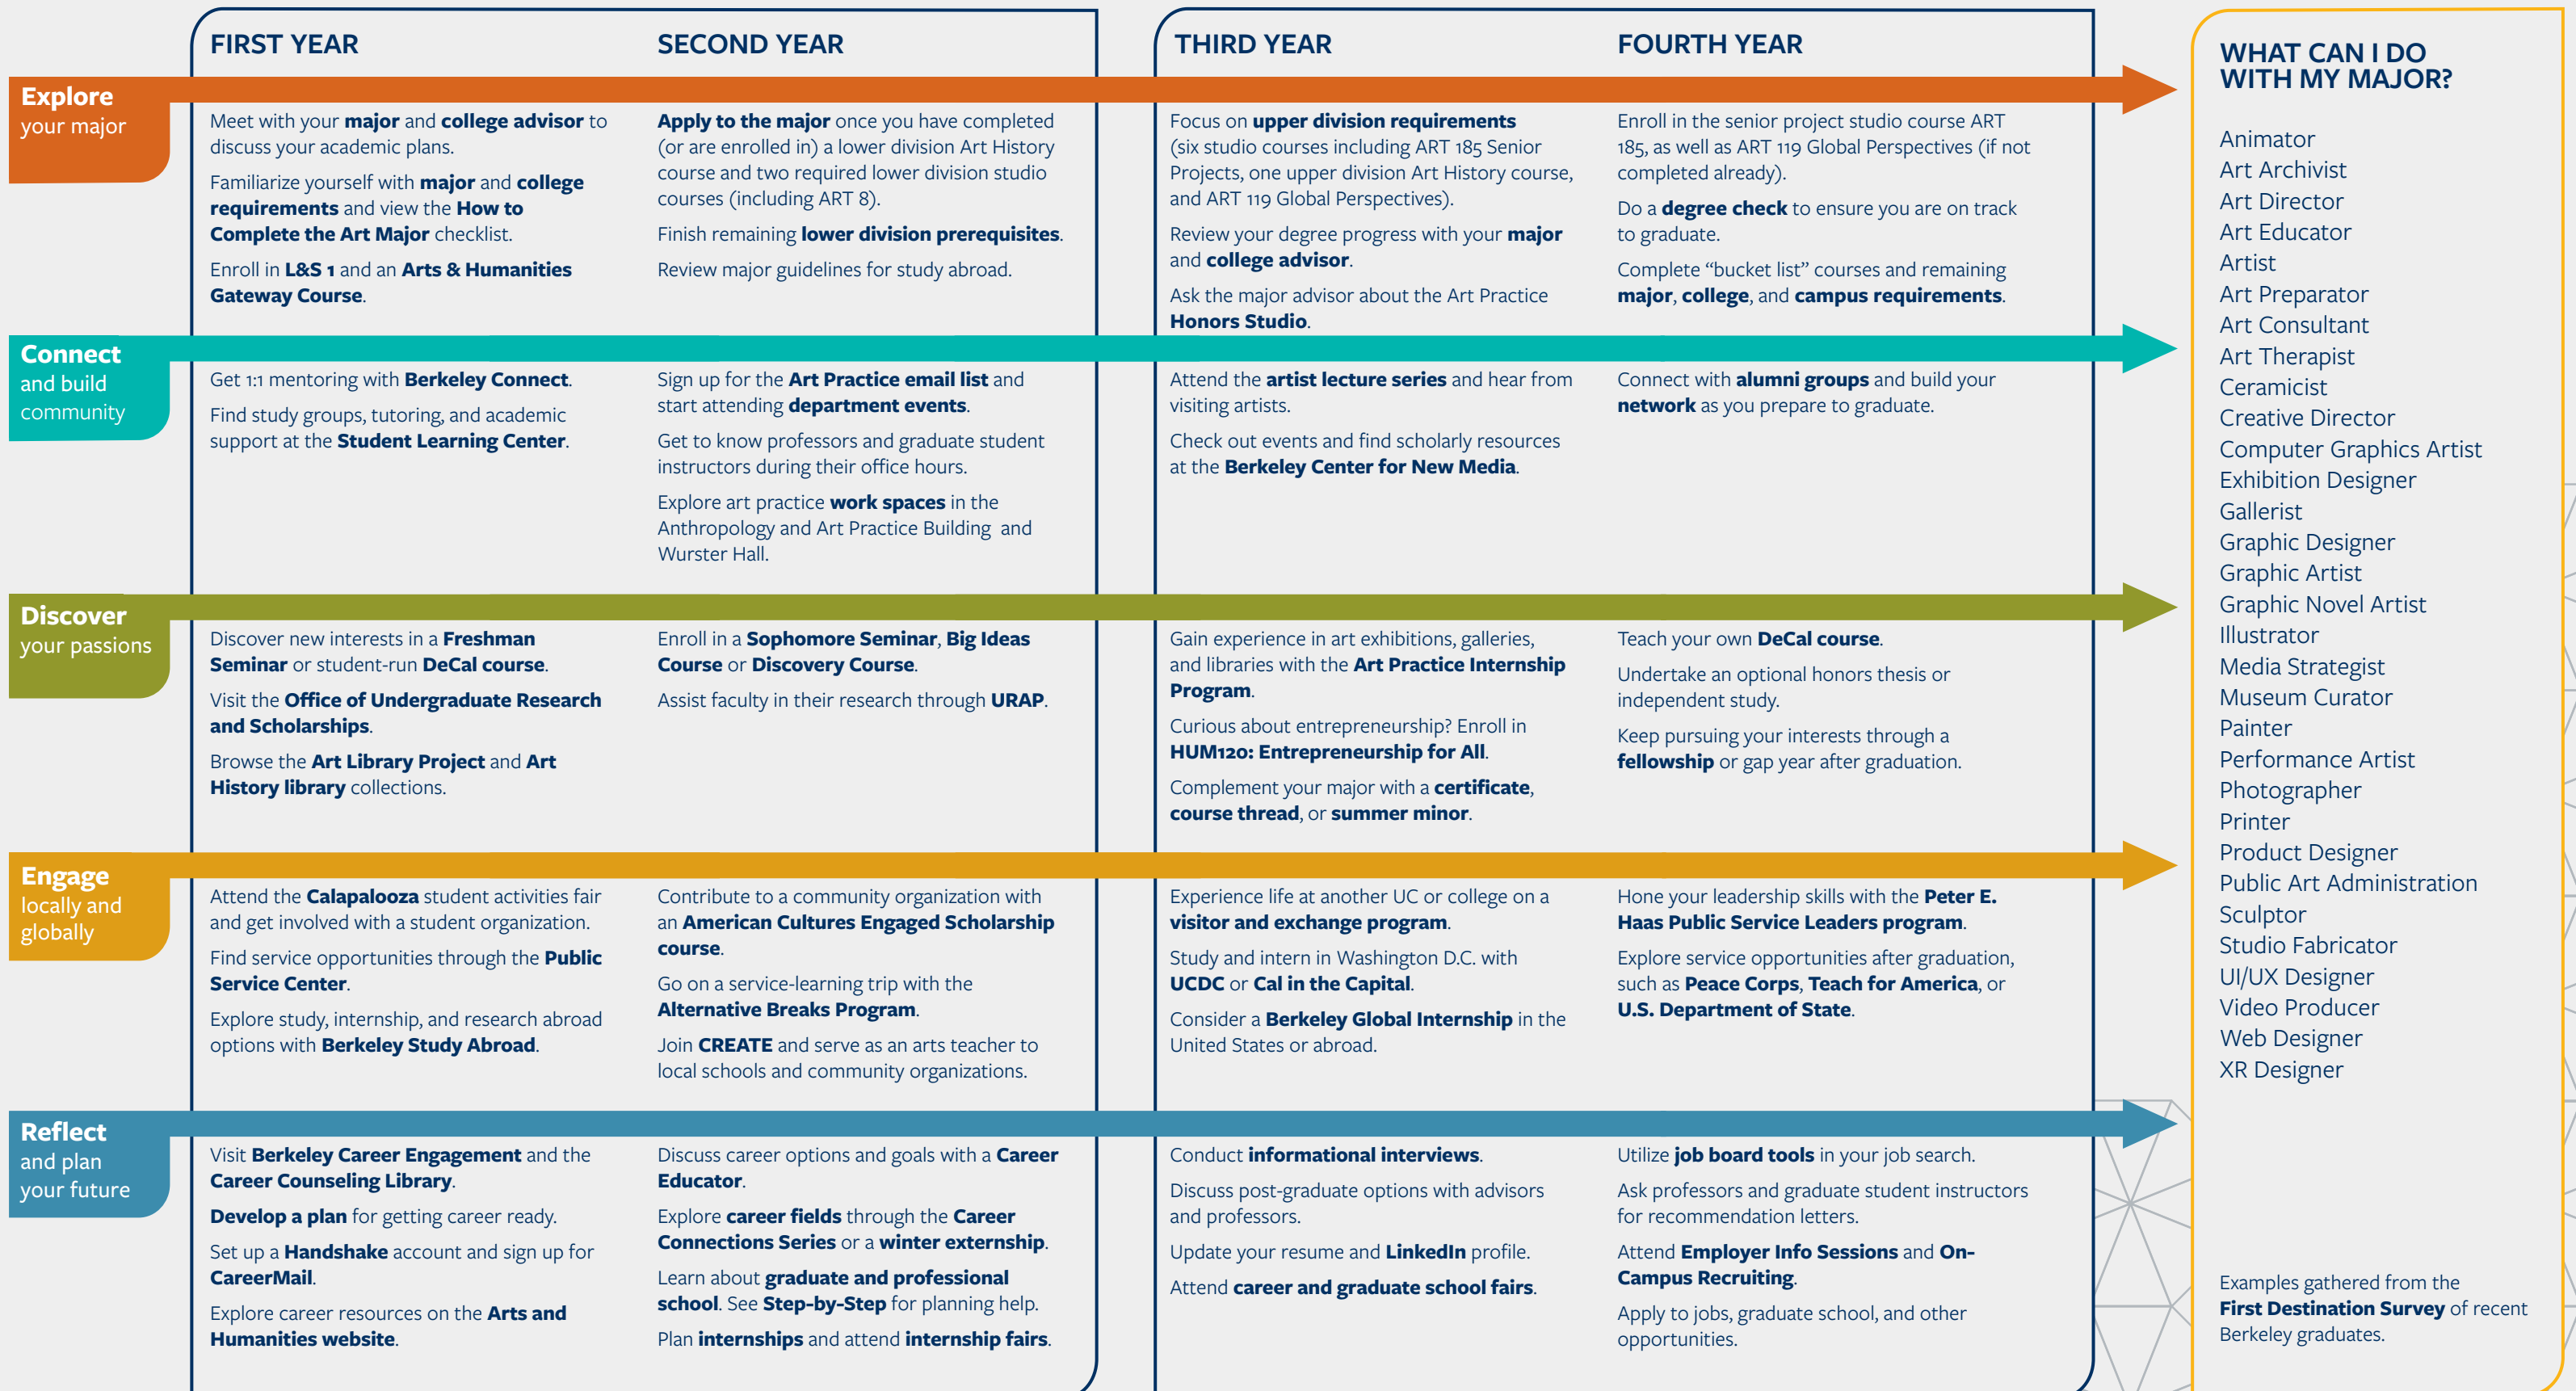 FIRST YEAR
SECOND YEAR
THIRD YEAR
FOURTH YEAR
Explore
your major
Meet with your major and college advisor to
discuss your academic plans.
Familiarize yourself with major and college
requirements and view the How to
Complete the Art Major checklist.
Enroll in L&S 1 and an Arts & Humanities
Gateway Course.
Apply to the major once you have completed
(or are enrolled in) a lower division Art History
course and two required lower division studio
courses (including ART 8).
Finish remaining lower division prerequisites.
Review major guidelines for study abroad.
Focus on upper division requirements
(six studio courses including ART 185 Senior
Projects, one upper division Art History course,
and ART 119 Global Perspectives).
Review your degree progress with your major
and college advisor.
Ask the major advisor about the Art Practice
Honors Studio.
Enroll in the senior project studio course ART
185, as well as ART 119 Global Perspectives (if not
completed already).
Do a degree check to ensure you are on track
to graduate.
Complete “bucket list” courses and remaining
major, college, and campus requirements.
Connect
and build
community
Get 1:1 mentoring with Berkeley Connect.
Find study groups, tutoring, and academic
support at the Student Learning Center.
Sign up for the Art Practice email list and
start attending department events.
Get to know professors and graduate student
instructors during their office hours.
Explore art practice work spaces in the
Anthropology and Art Practice Building and
Wurster Hall.
Attend the artist lecture series and hear from
visiting artists.
Check out events and find scholarly resources
at the Berkeley Center for New Media.
Connect with alumni groups and build your
network as you prepare to graduate.
Discover
your passions
Discover new interests in a Freshman
Seminar or student-run DeCal course.
Visit the Office of Undergraduate Research
and Scholarships.
Browse the Art Library Project and Art
History library collections.
Enroll in a Sophomore Seminar, Big Ideas
Course or Discovery Course.
Assist faculty in their research through URAP.
Gain experience in art exhibitions, galleries,
and libraries with the Art Practice Internship
Program.
Curious about entrepreneurship? Enroll in
HUM120: Entrepreneurship for All.
Complement your major with a certificate,
course thread, or summer minor.
Teach your own DeCal course.
Undertake an optional honors thesis or
independent study.
Keep pursuing your interests through a
fellowship or gap year after graduation.
Engage
locally and
globally
Attend the Calapalooza student activities fair
and get involved with a student organization.
Find service opportunities through the Public
Service Center.
Explore study, internship, and research abroad
options with Berkeley Study Abroad.
Contribute to a community organization with
an American Cultures Engaged Scholarship
course.
Go on a service-learning trip with the
Alternative Breaks Program.
Join CREATE and serve as an arts teacher to
local schools and community organizations.
Experience life at another UC or college on a
visitor and exchange program.
Study and intern in Washington D.C. with
UCDC or Cal in the Capital.
Consider a Berkeley Global Internship in the
United States or abroad.
Hone your leadership skills with the Peter E.
Haas Public Service Leaders program.
Explore service opportunities after graduation,
such as Peace Corps, Teach for America, or
U.S. Department of State.
Reflect
and plan
your future
Visit Berkeley Career Engagement and the
Career Counseling Library.
Develop a plan for getting career ready.
Set up a Handshake account and sign up for
CareerMail.
Explore career resources on the Arts and
Humanities website.
Discuss career options and goals with a Career
Educator.
Explore career fields through the Career
Connections Series or a winter externship.
Learn about graduate and professional
school. See Step-by-Step for planning help.
Plan internships and attend internship fairs.
Conduct informational interviews.
Discuss post-graduate options with advisors
and professors.
Update your resume and LinkedIn profile.
Attend career and graduate school fairs.
Utilize job board tools in your job search.
Ask professors and graduate student instructors
for recommendation letters.
Attend Employer Info Sessions and On-
Campus Recruiting.
Apply to jobs, graduate school, and other
opportunities.
WHAT CAN I DO
WITH MY MAJOR?
Animator
Art Archivist
Art Director
Art Educator
Artist
Art Preparator
Art Consultant
Art Therapist
Ceramicist
Creative Director
Computer Graphics Artist
Exhibition Designer
Gallerist
Graphic Designer
Graphic Artist
Graphic Novel Artist
Illustrator
Media Strategist
Museum Curator
Painter
Performance Artist
Photographer
Printer
Product Designer
Public Art Administration
Sculptor
Studio Fabricator
UI/UX Designer
Video Producer
Web Designer
XR Designer
Examples gathered from the
First Destination Survey of recent
Berkeley graduates.